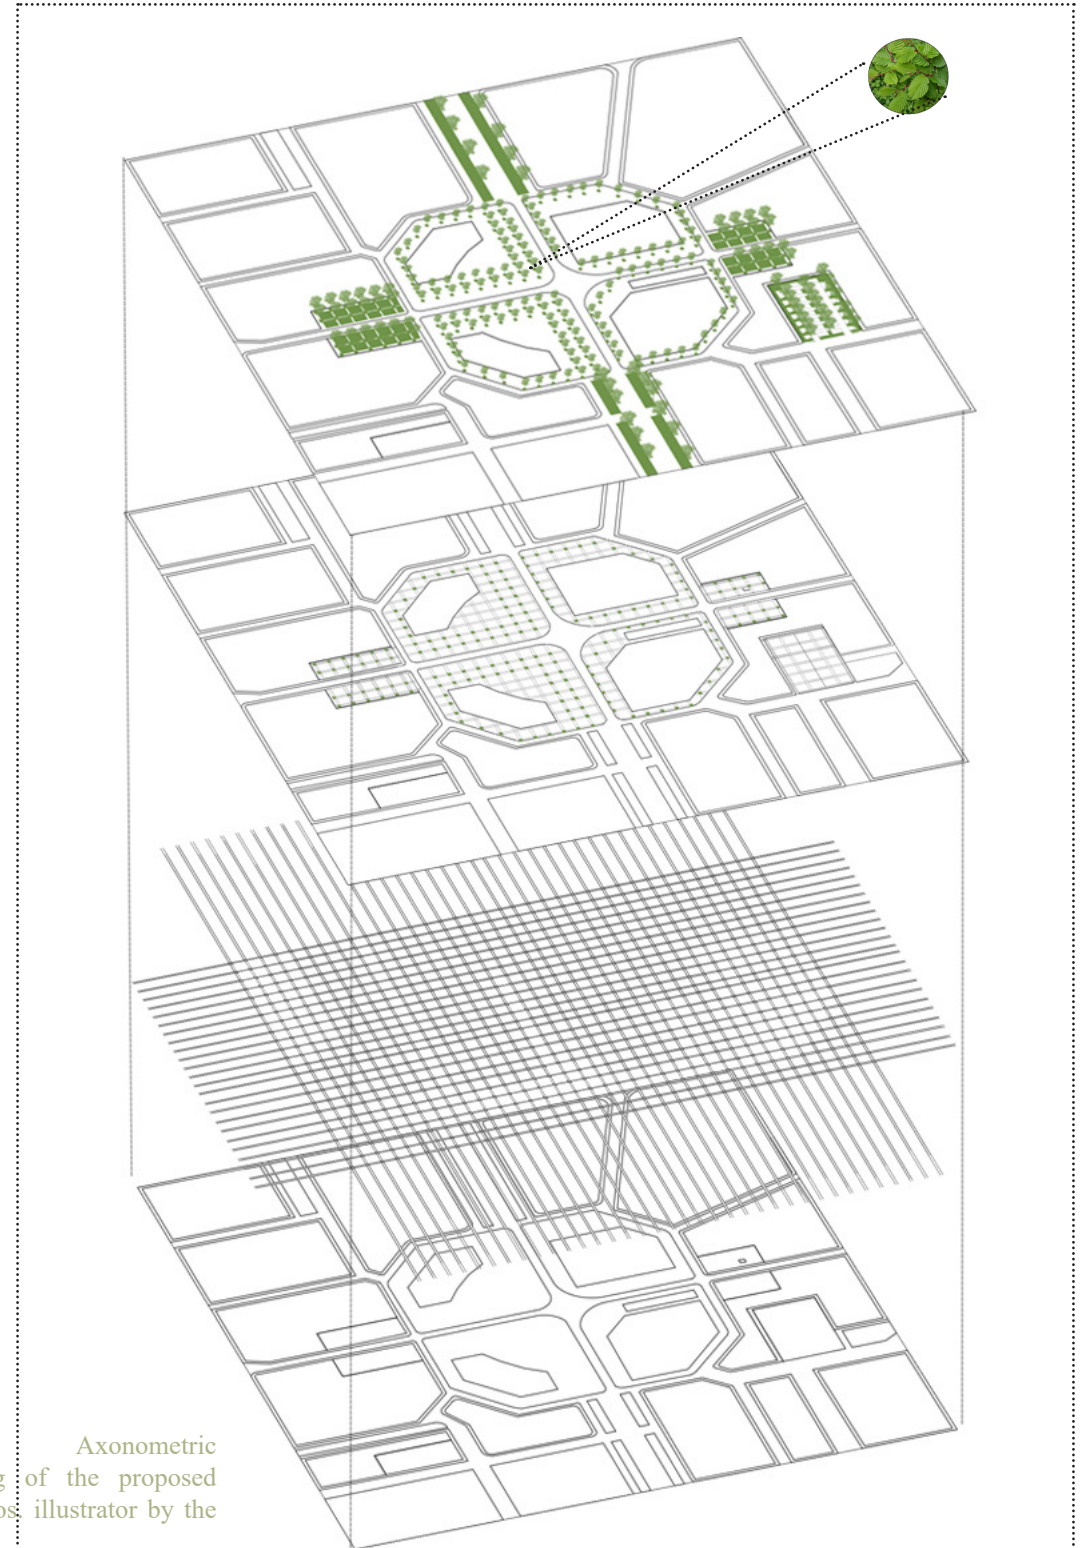 Axonometric
of the proposed
illustrator by the